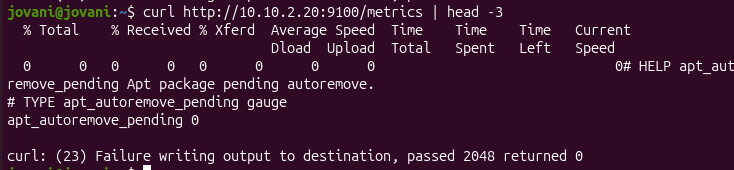 jovani@jovani:~$ curl http://10.10.2.20:9100/metrics | head -3
  % Total    % Received % Xferd  Average Speed   Time    Time     Time  Current
                                 Dload  Upload   Total   Spent    Left  Speed
  0     0    0     0    0     0      0      0                               0# HELP apt_aut
remove_pending Apt package pending autoremove.
# TYPE apt_autoremove_pending gauge
apt_autoremove_pending 0

curl: (23) Failure writing output to destination, passed 2048 returned 0
jovani@jovani:~$